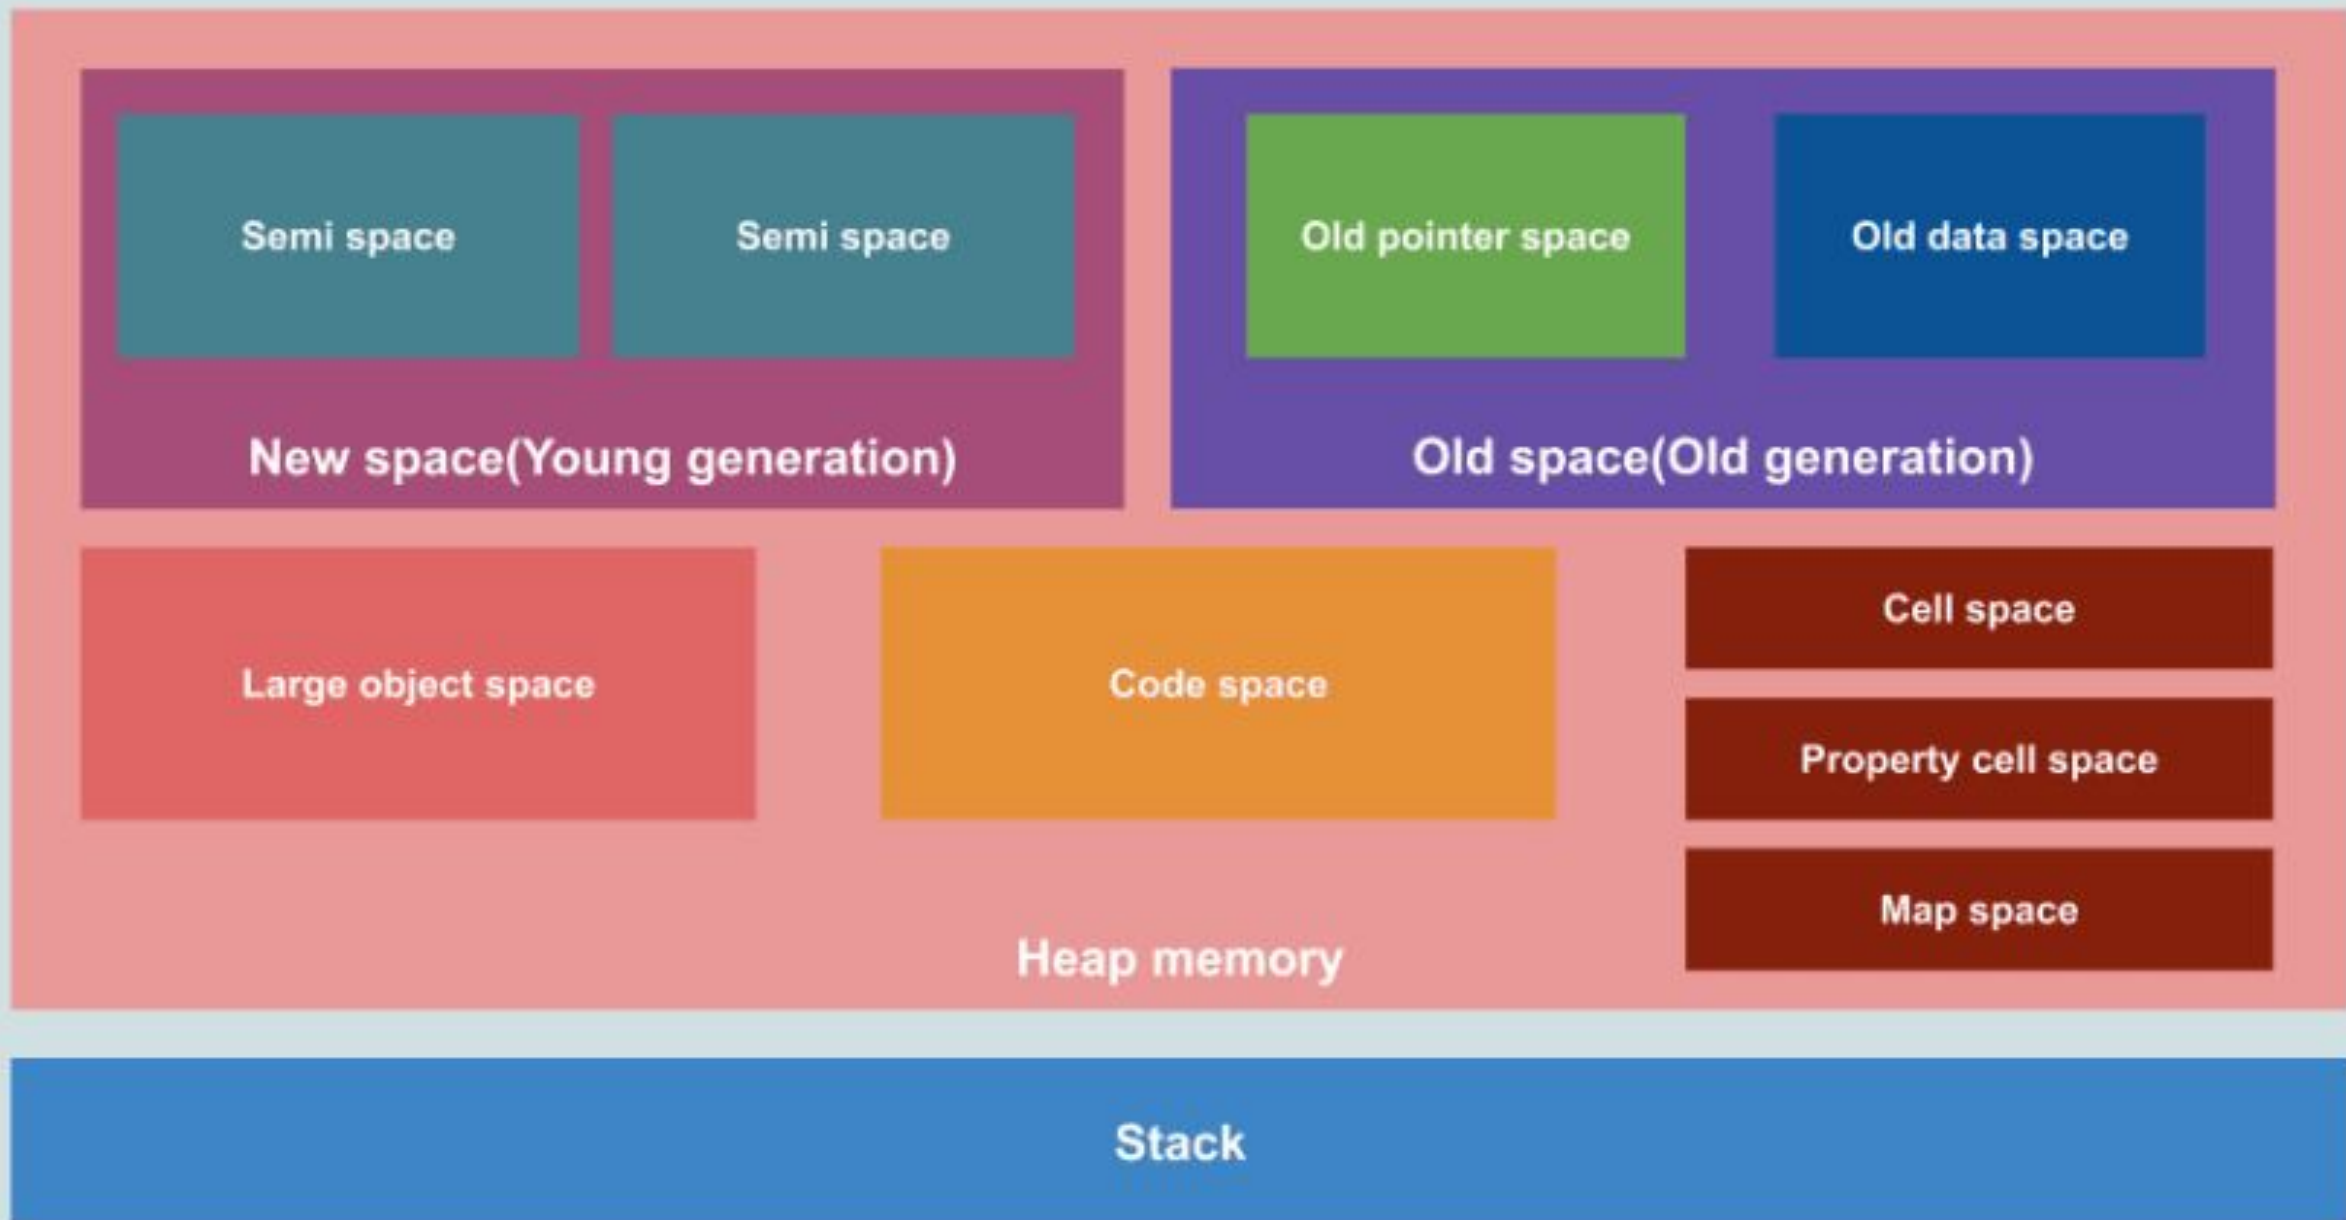 Semi space
Semi space
New space(Young generation)
Old pointer space
Old data space
Old space(Old generation)
Large object space
Code space
Cell space
Property cell space
Map space
Heap memory
Stack